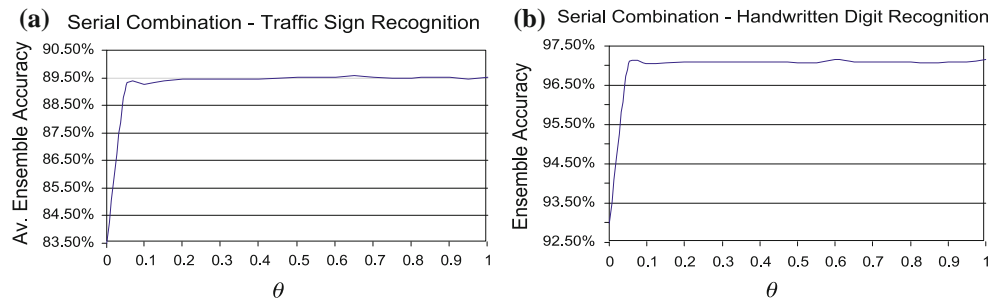 (a) Serial Combination - Traffic Sign Recognition
Av. Ensemble Accuracy
90.50%
89.50%
88.50%
87.50%
86.50%
85.50%
84.50%
83.50%
0 0.1 0.2 0.3 0.4 0.5 0.6 0.7 0.8 0.9 1
θ
(b) Serial Combination - Handwritten Digit Recognition
Ensemble Accuracy
97.50%
96.50%
95.50%
94.50%
93.50%
92.50%
0 0.1 0.2 0.3 0.4 0.5 0.6 0.7 0.8 0.9 1
θ